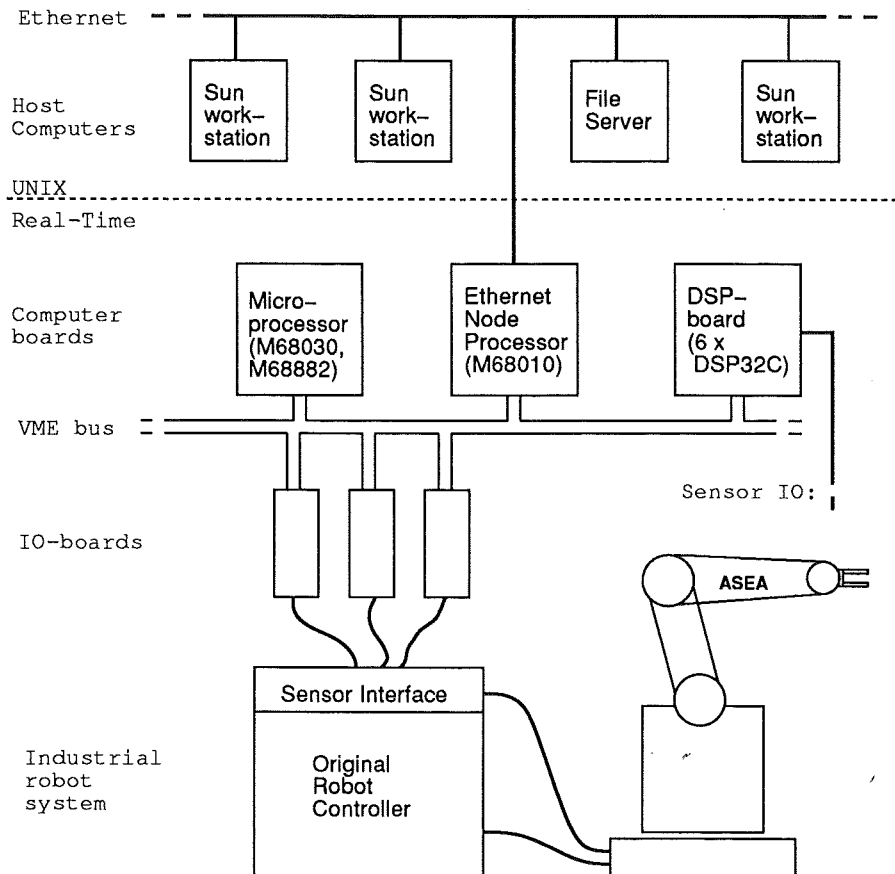 Ethernet
Host
Computers
Sun
work-
station
Sun
work-
station
File
Server
Sun
work-
station
UNIX
Real-Time
Computer
boards
Micro-
processor
(M68030,
M68882)
Ethernet
Node
Processor
(M68010)
DSP-
board
(6 x
DSP32C)
VME bus
Sensor IO:
IO-boards
ASEA
Sensor Interface
Industrial
robot
system
Original
Robot
Controller